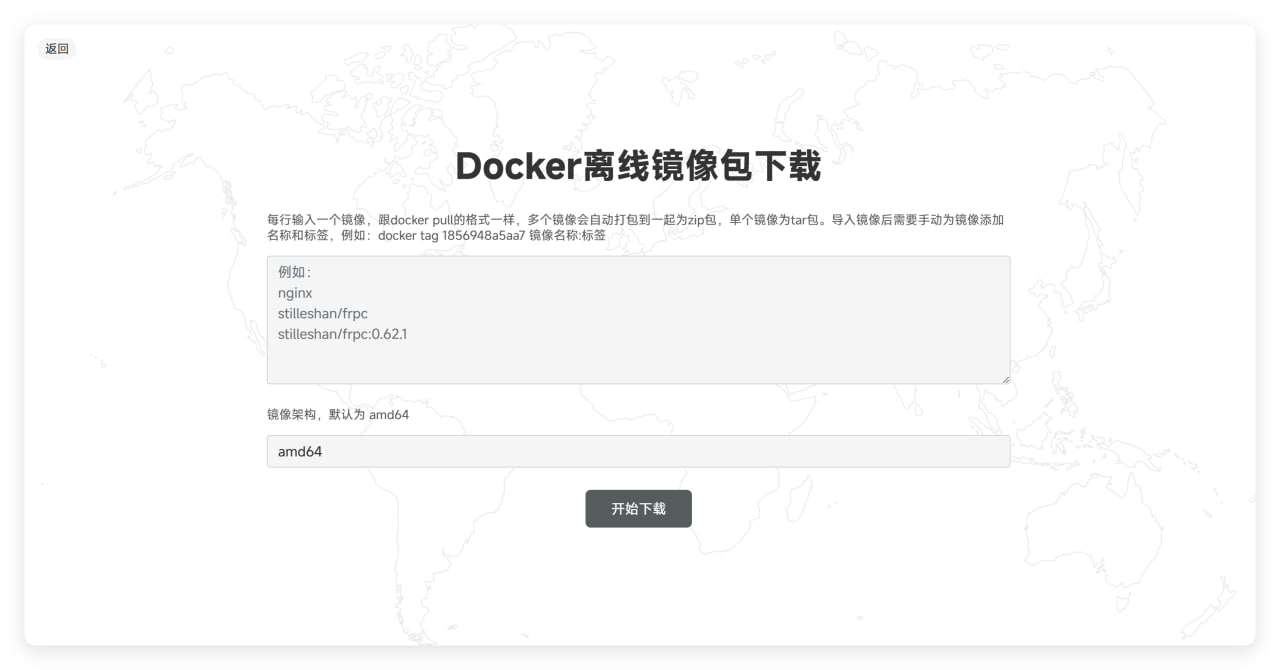 返回
Docker离线镜像包下载
每行输入一个镜像，跟docker pull的格式一样，多个镜像会自动打包到一起为zip包，单个镜像为tar包。导入镜像后需要手动为镜像添加
名称和标签，例如：docker tag 1856948a5aa7 镜像名称:标签
例如：
nginx
stilleshan/frpc
stilleshan/frpc:0.62.1
镜像架构，默认为 amd64
amd64
开始下载